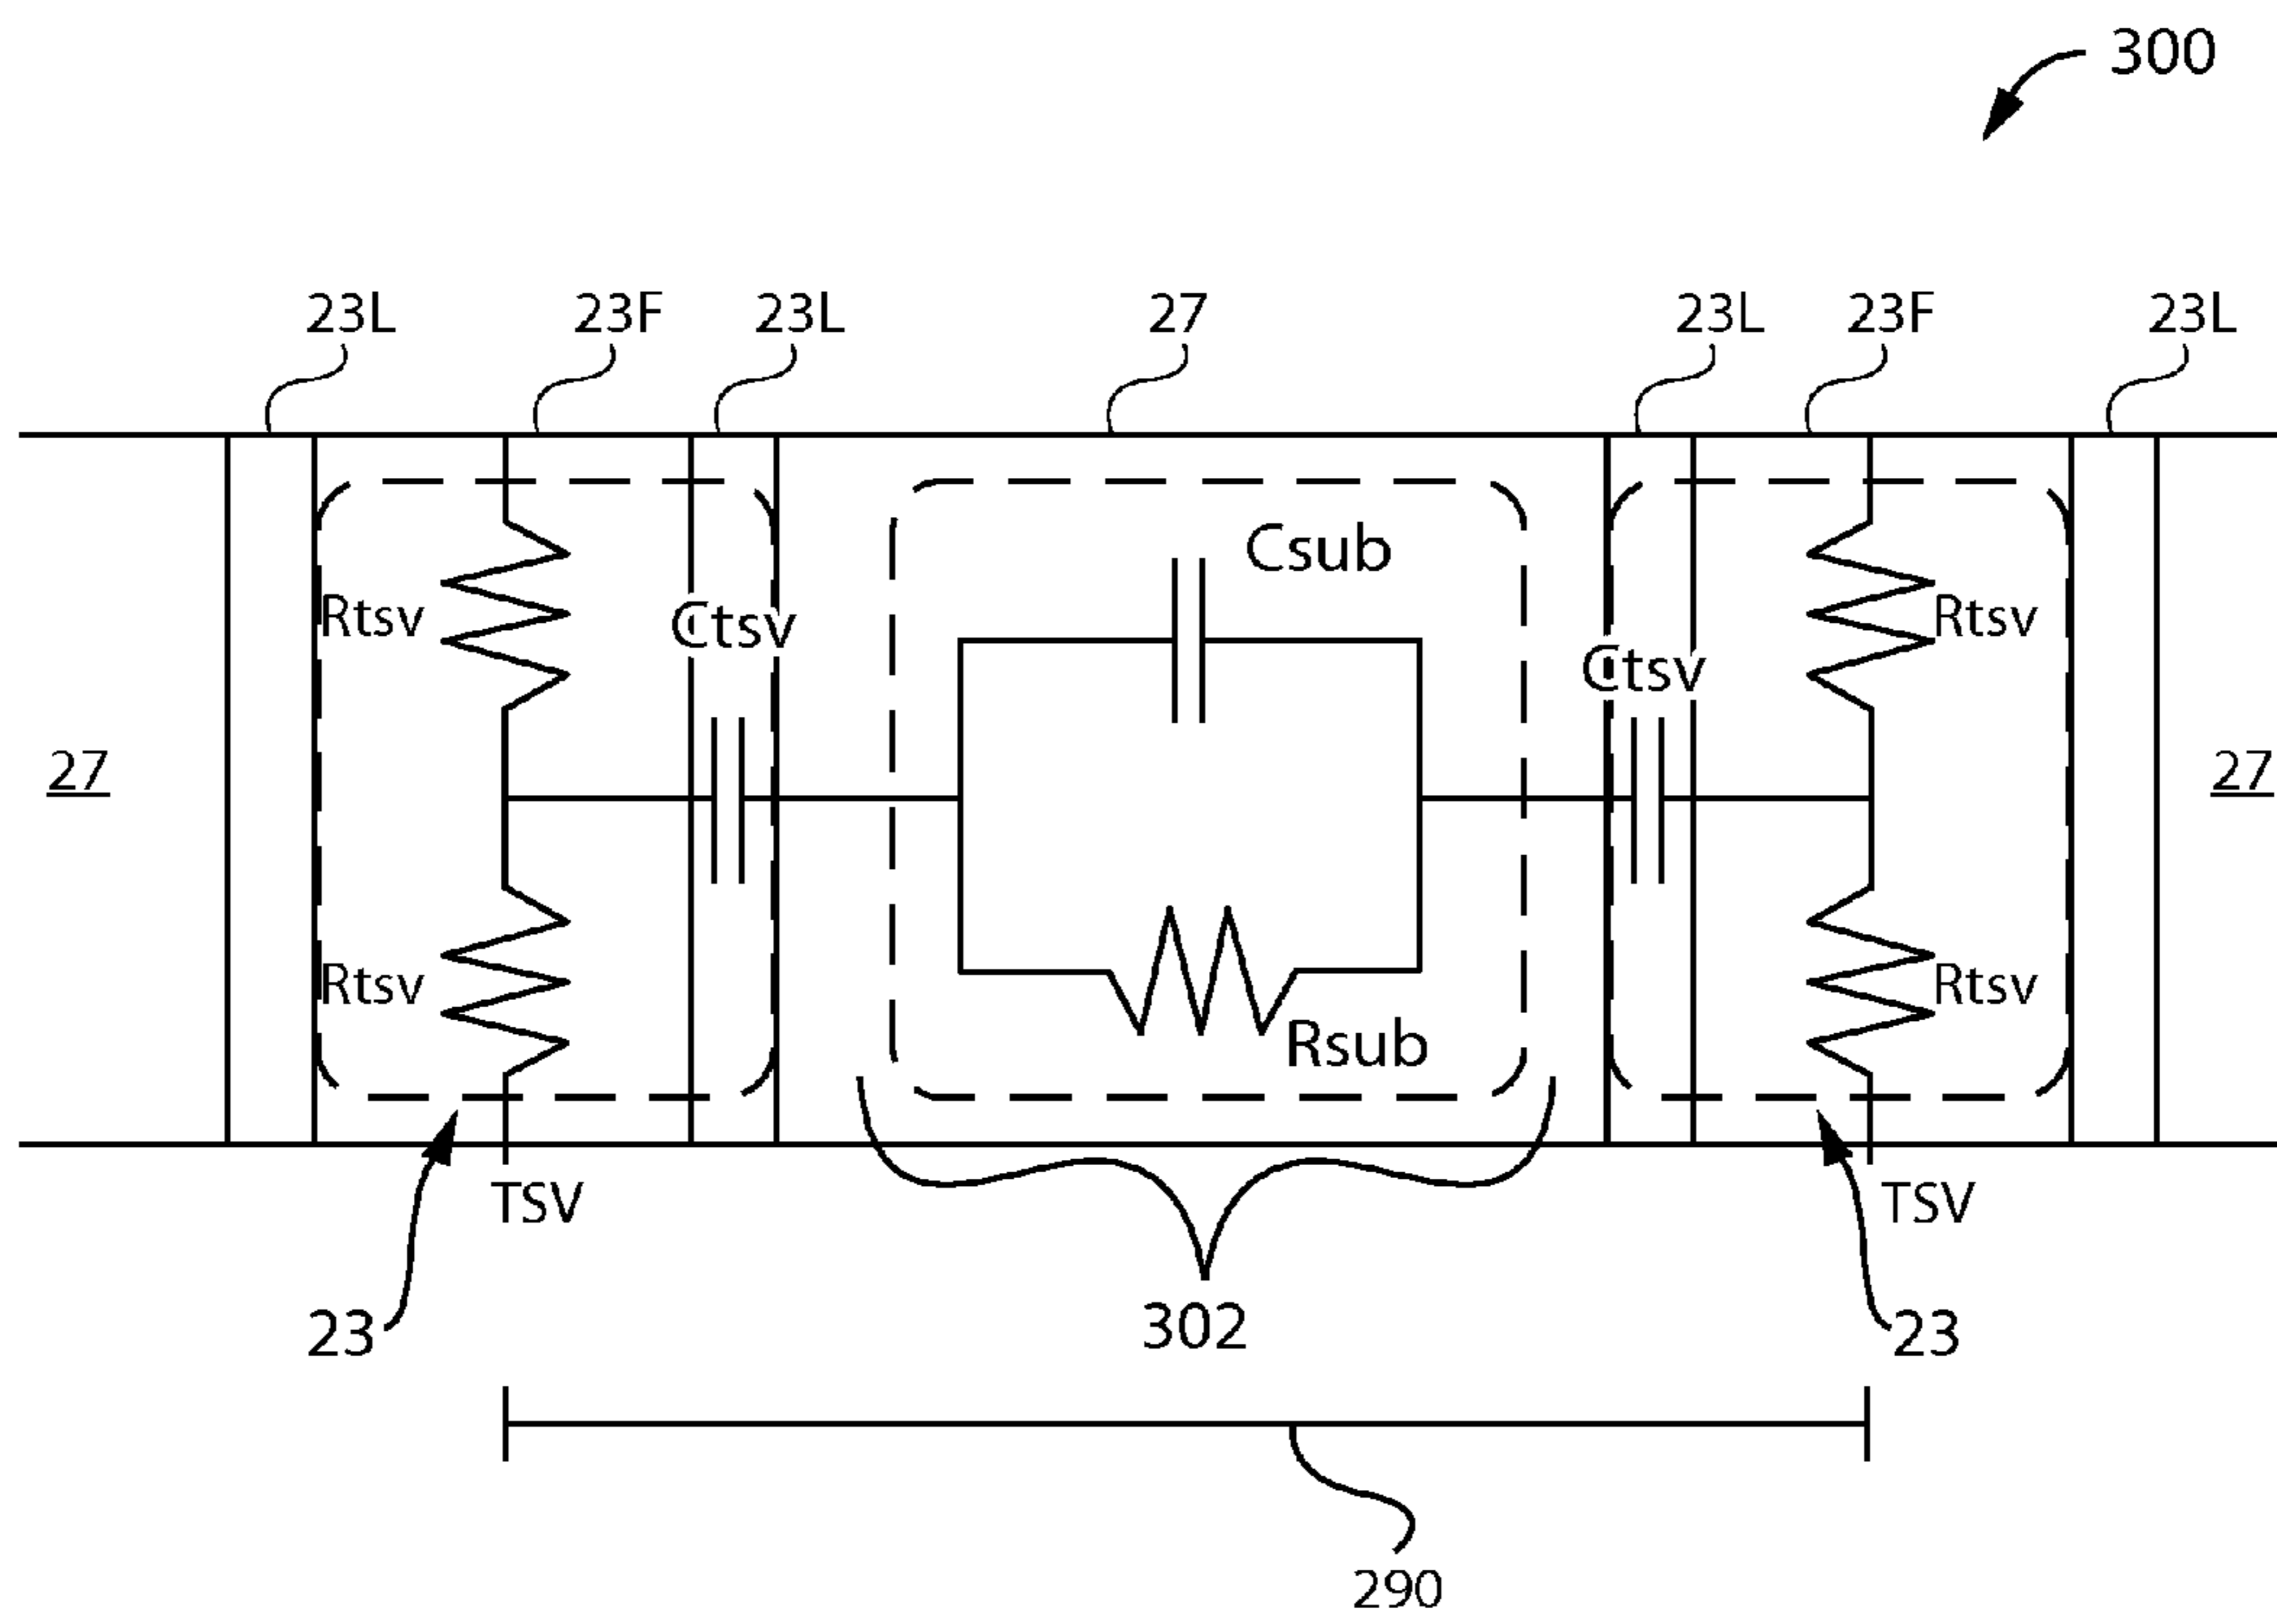 300
23L 23F 23L 27 23L 23F 23L
Csub
Rtsv Ctsv Rtsv
Ctsv
27 27
Rtsv Rtsv
Rsub
TSV TSV
23 302 23
290